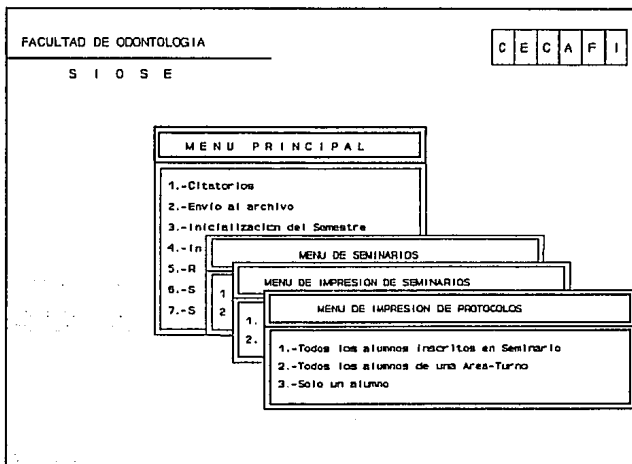 FACULTAD DE ODONTOLOGIA
C E C A F I
S I O S E
MENU PRINCIPAL
1.-Citatorios
2.-Envio al archivo
3.-Inicializacion del Semestre
4.-In
MENU DE SEMINARIOS
5.-R
MENU DE IMPRESION DE SEMINARIOS
6.-S
1
MENU DE IMPRESION DE PROTOCOLOS
7.-S
2
1.
2.
1.-Todos los alumnos inscritos en Seminario
2.-Todos los alumnos de una Area-Turno
3.-Solo un alumno